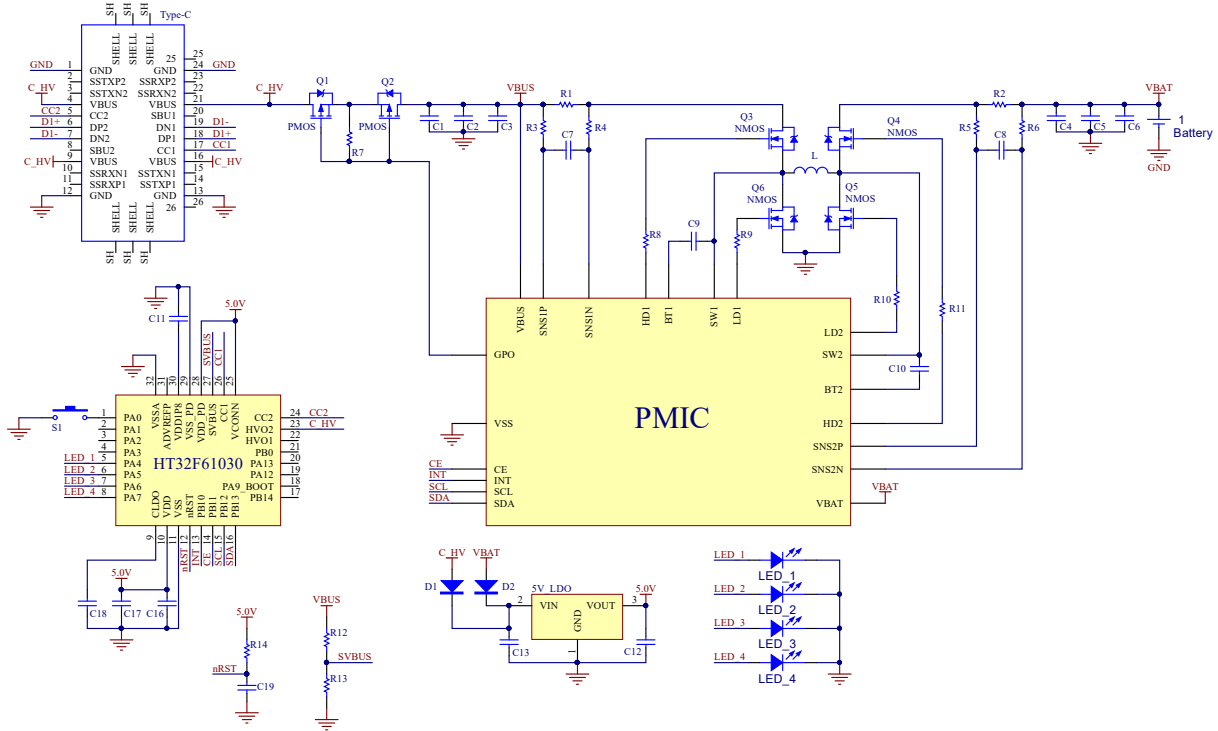 SH SH SH
Type-C
SHELL SHELL SHELL
25 25
GND 1 GND GND 24 GND
2 SSTXP2 SSRXP2 23
C_HV 3 SSTXN2 SSRXN2 22
4 VBUS VBUS 21 C_HV
CC2 5 CC2 SBU1 20
D1+ 6 DP2 DN1 19 D1-
D1- 7 DN2 DP1 18 D1+
8 SBU2 CC1 17 CC1
C_HV 9 VBUS VBUS 16 C_HV
10 SSRXN1 SSTXN1 15
11 SSRXP1 SSTXP1 14
12 GND GND 13
26 26
SHELL SHELL SHELL
SH SH SH
Q1 PMOS
Q2 PMOS
R7
C1 C2 C3
VBUS
R1
R3 C7 R4
Q3 NMOS
Q4 NMOS
L
Q6 NMOS
Q5 NMOS
R2
R5 C8 R6
C4 C5 C6
VBAT
1
Battery
GND
R8 C9 R9
R10 R11
C10
VBUS SNS1P SNS1N HD1 BT1 SW1 LD1
GPO
VSS
CE CE
INT INT
SCL SCL
SDA SDA
PMIC
LD2
SW2
BT2
HD2
SNS2P
SNS2N
VBAT VBAT
C11
5.0V
SVBUS CC1
32 31 30 29 28 27 26 25
VSSA ADVREFP VDD1P8 VSS_PD VDD_PD SVBUS CC1 VCONN
S1
1 PA0 CC2 24 CC2
2 PA1 HVO2 23 C_HV
3 PA2 HVO1 22
4 PA3 PB0 21
LED_1 5 PA4 PA13 20
LED_2 6 PA5 PA12 19
LED_3 7 PA6 PA9_BOOT 18
LED_4 8 PA7 PB14 17
HT32F61030
CLDO VDD VSS nRST PB10 PB11 PB12 PB13
9 10 11 12 13 14 15 16
nRST INT CE SCL SDA
5.0V
C18 C17 C16
5.0V
R14
nRST
C19
VBUS
R12
SVBUS
R13
C_HV VBAT
D1 D2
5V_LDO
5.0V
2 VIN VOUT 3
GND
1
C13 C12
LED_1
LED_1
LED_2
LED_2
LED_3
LED_3
LED_4
LED_4